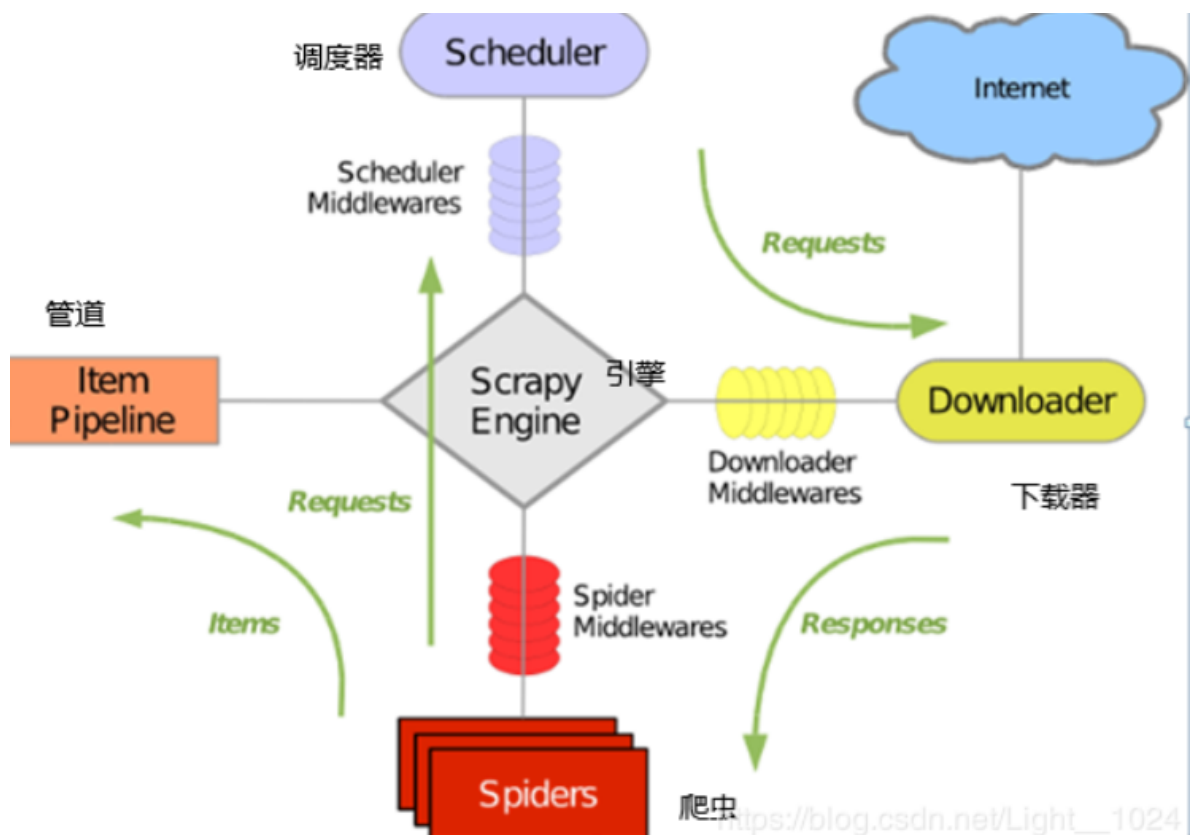 调度器
Scheduler
Internet
Scheduler
Middlewares
Requests
管道
Item
Pipeline
Scrapy
Engine
引擎
Downloader
Downloader
Middlewares
下载器
Requests
Items
Spider
Middlewares
Responses
Spiders
爬虫
https://blog.csdn.net/Light__1024